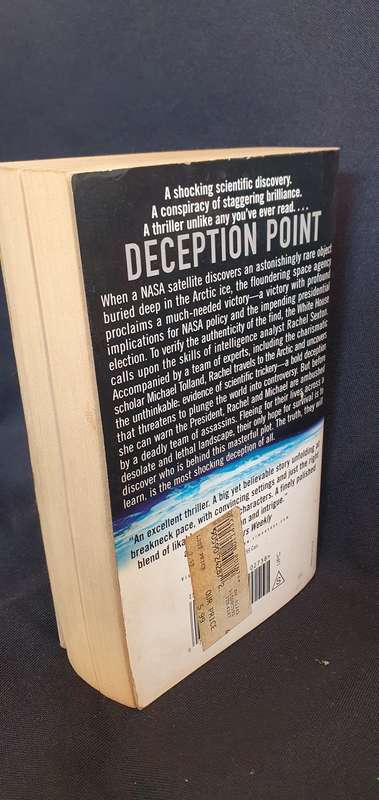 A shocking scientific discovery.
A conspiracy of staggering brilliance.
A thriller unlike any you've ever read. . . .
DECEPTION POINT
When a NASA satellite discovers an astonishingly rare object
buried deep in the Arctic ice, the floundering space agency
proclaims a much-needed victory—a victory with profound
implications for NASA policy and the impending presidential
election. To verify the authenticity of the find, the White House
calls upon the skills of intelligence analyst Rachel Sexton.
Accompanied by a team of experts, including the charismatic
scholar Michael Tolland, Rachel travels to the Arctic and uncovers
the unthinkable: evidence of scientific trickery—a bold deception
that threatens to plunge the world into controversy. But before
she can warn the President, Rachel and Michael are ambushed
by a deadly team of assassins. Fleeing for their lives across a
desolate and lethal landscape, their only hope for survival is to
discover who is behind this masterful plot. The truth, they will
learn, is the most shocking deception of all.
"An excellent thriller. A big yet believable story unfolding at
breakneck pace, with convincing settings and just the right
blend of likable characters. A finely polished
and intrigue."
Weekly
OUR PRICE
5.99